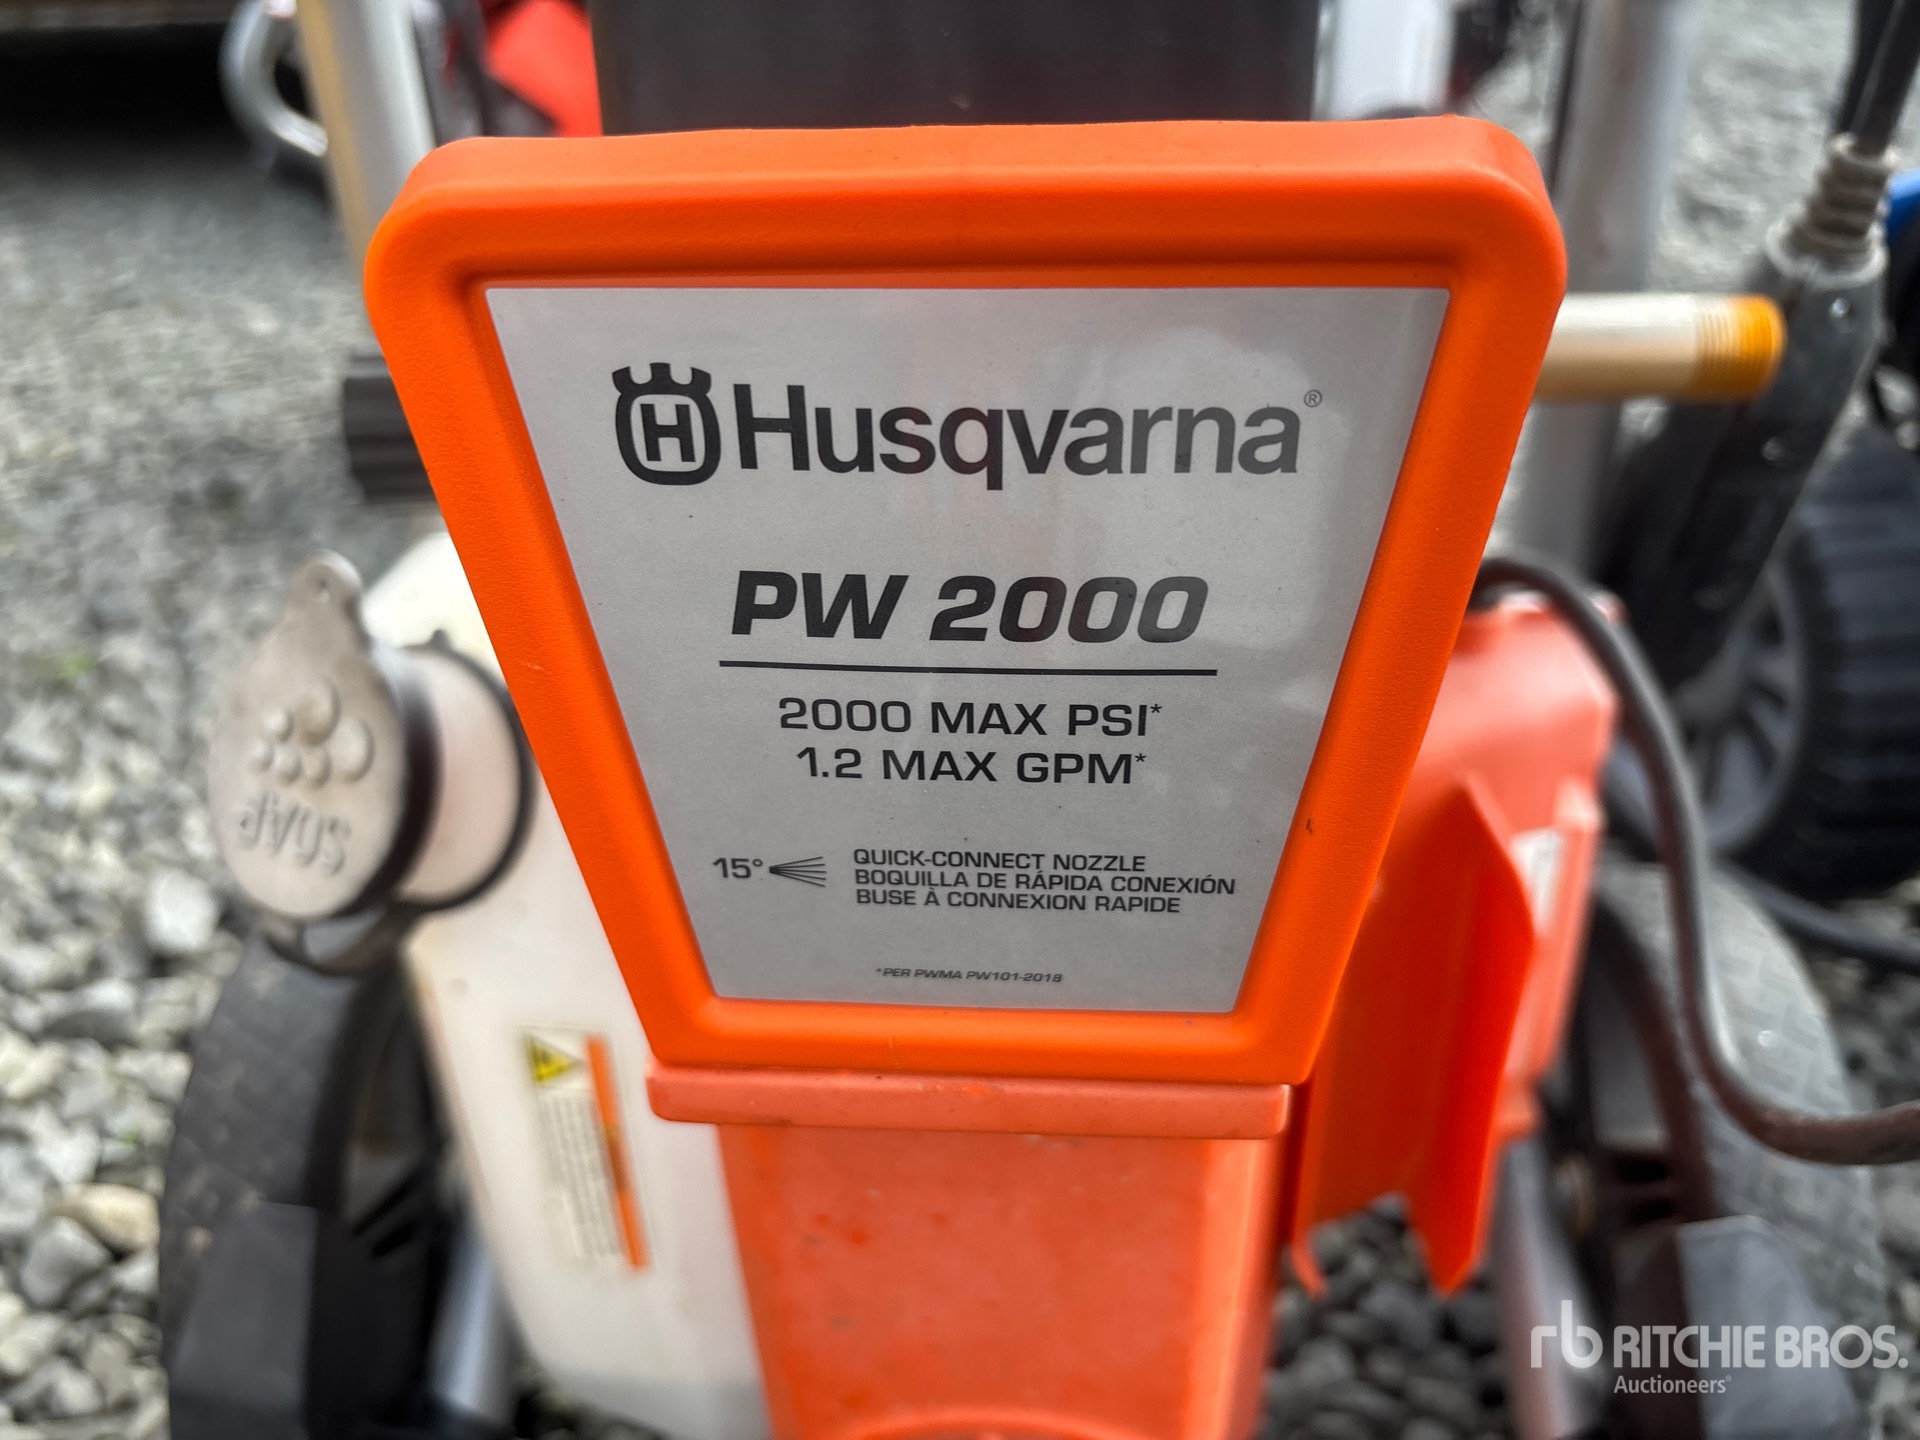 H Husqvarna®
PW 2000
2000 MAX PSI*
1.2 MAX GPM*
15°
QUICK-CONNECT NOZZLE
BOQUILLA DE RÁPIDA CONEXIÓN
BUSE À CONNEXION RAPIDE
*PER PWMA PW101-2018
SOAP
rb RITCHIE BROS.
Auctioneers